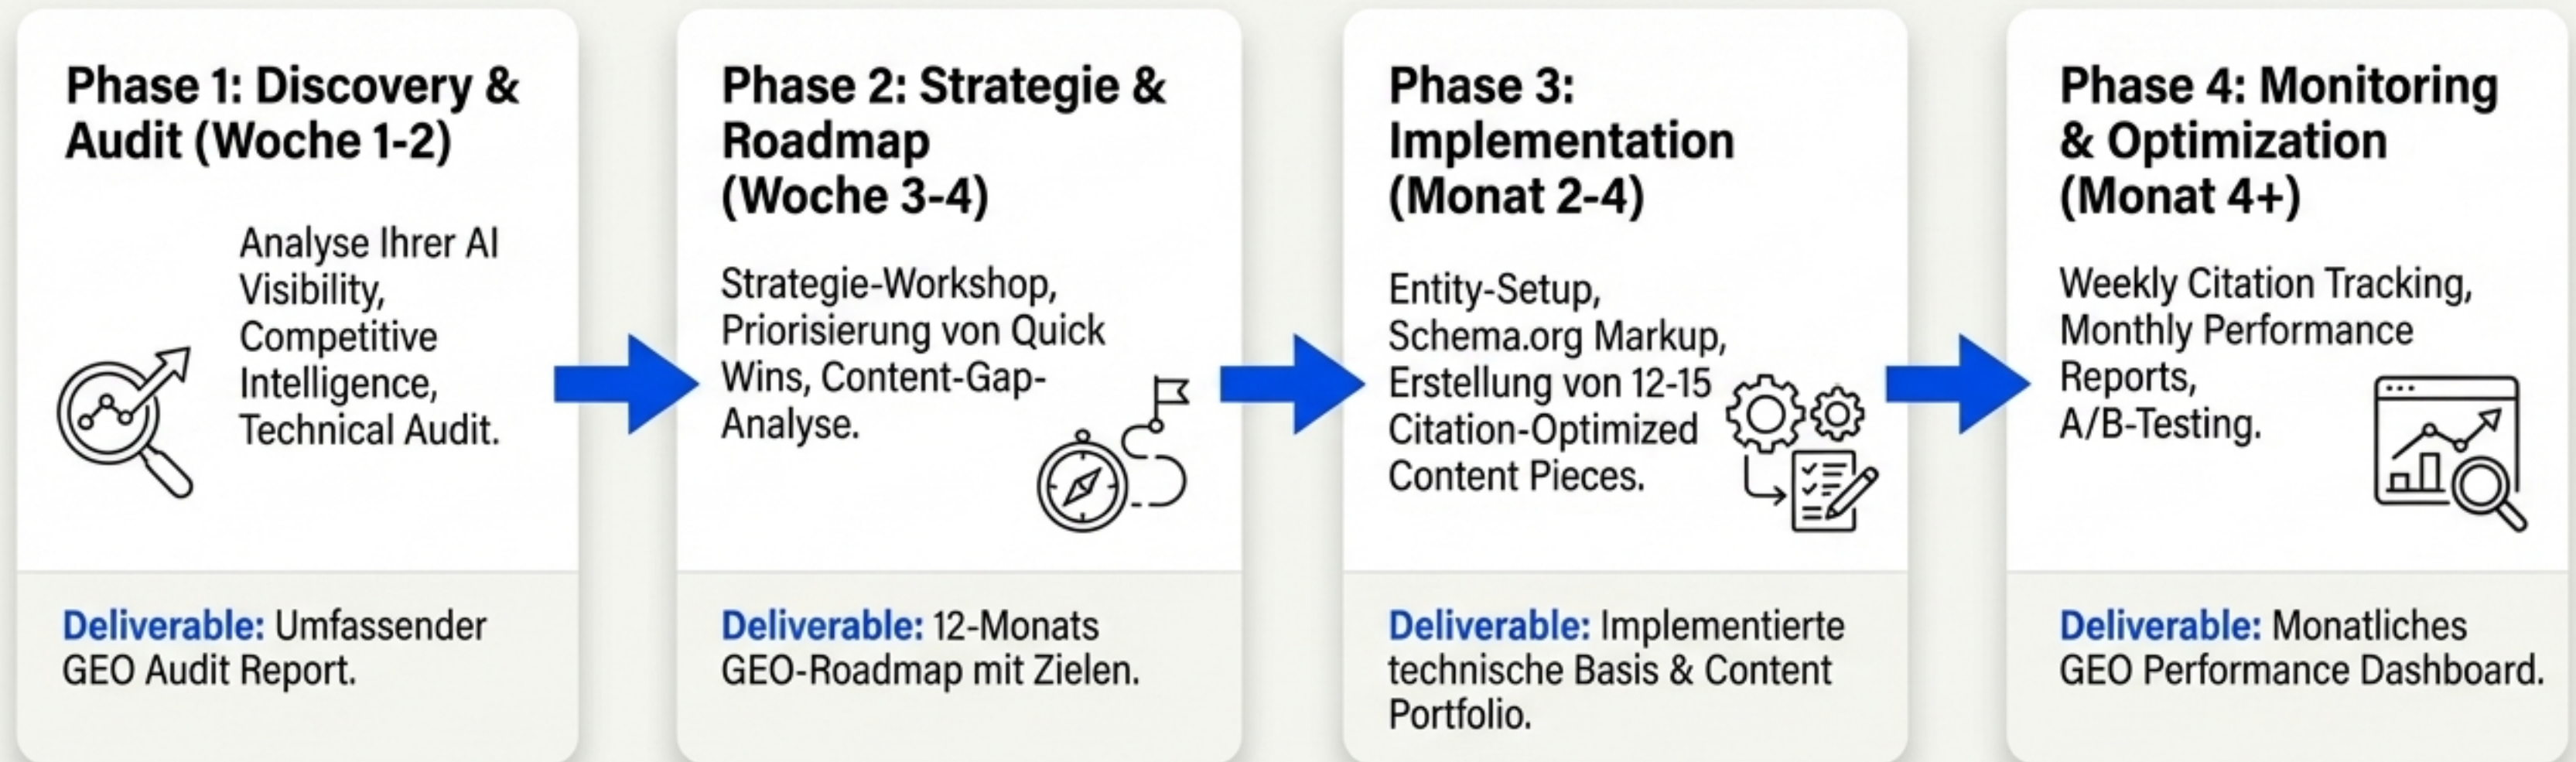 Phase 1: Discovery &
Audit (Woche 1-2)
Analyse Ihrer AI
Visibility,
Competitive
Intelligence,
Technical Audit.
Deliverable: Umfassender
GEO Audit Report.
Phase 2: Strategie &
Roadmap
(Woche 3-4)
Strategie-Workshop,
Priorisierung von Quick
Wins, Content-Gap-
Analyse.
Deliverable: 12-Monats
GEO-Roadmap mit Zielen.
Phase 3:
Implementation
(Monat 2-4)
Entity-Setup,
Schema.org Markup,
Erstellung von 12-15
Citation-Optimized
Content Pieces.
Deliverable: Implementierte
technische Basis & Content
Portfolio.
Phase 4: Monitoring
& Optimization
(Monat 4+)
Weekly Citation Tracking,
Monthly Performance
Reports,
A/B-Testing.
Deliverable: Monatliches
GEO Performance Dashboard.